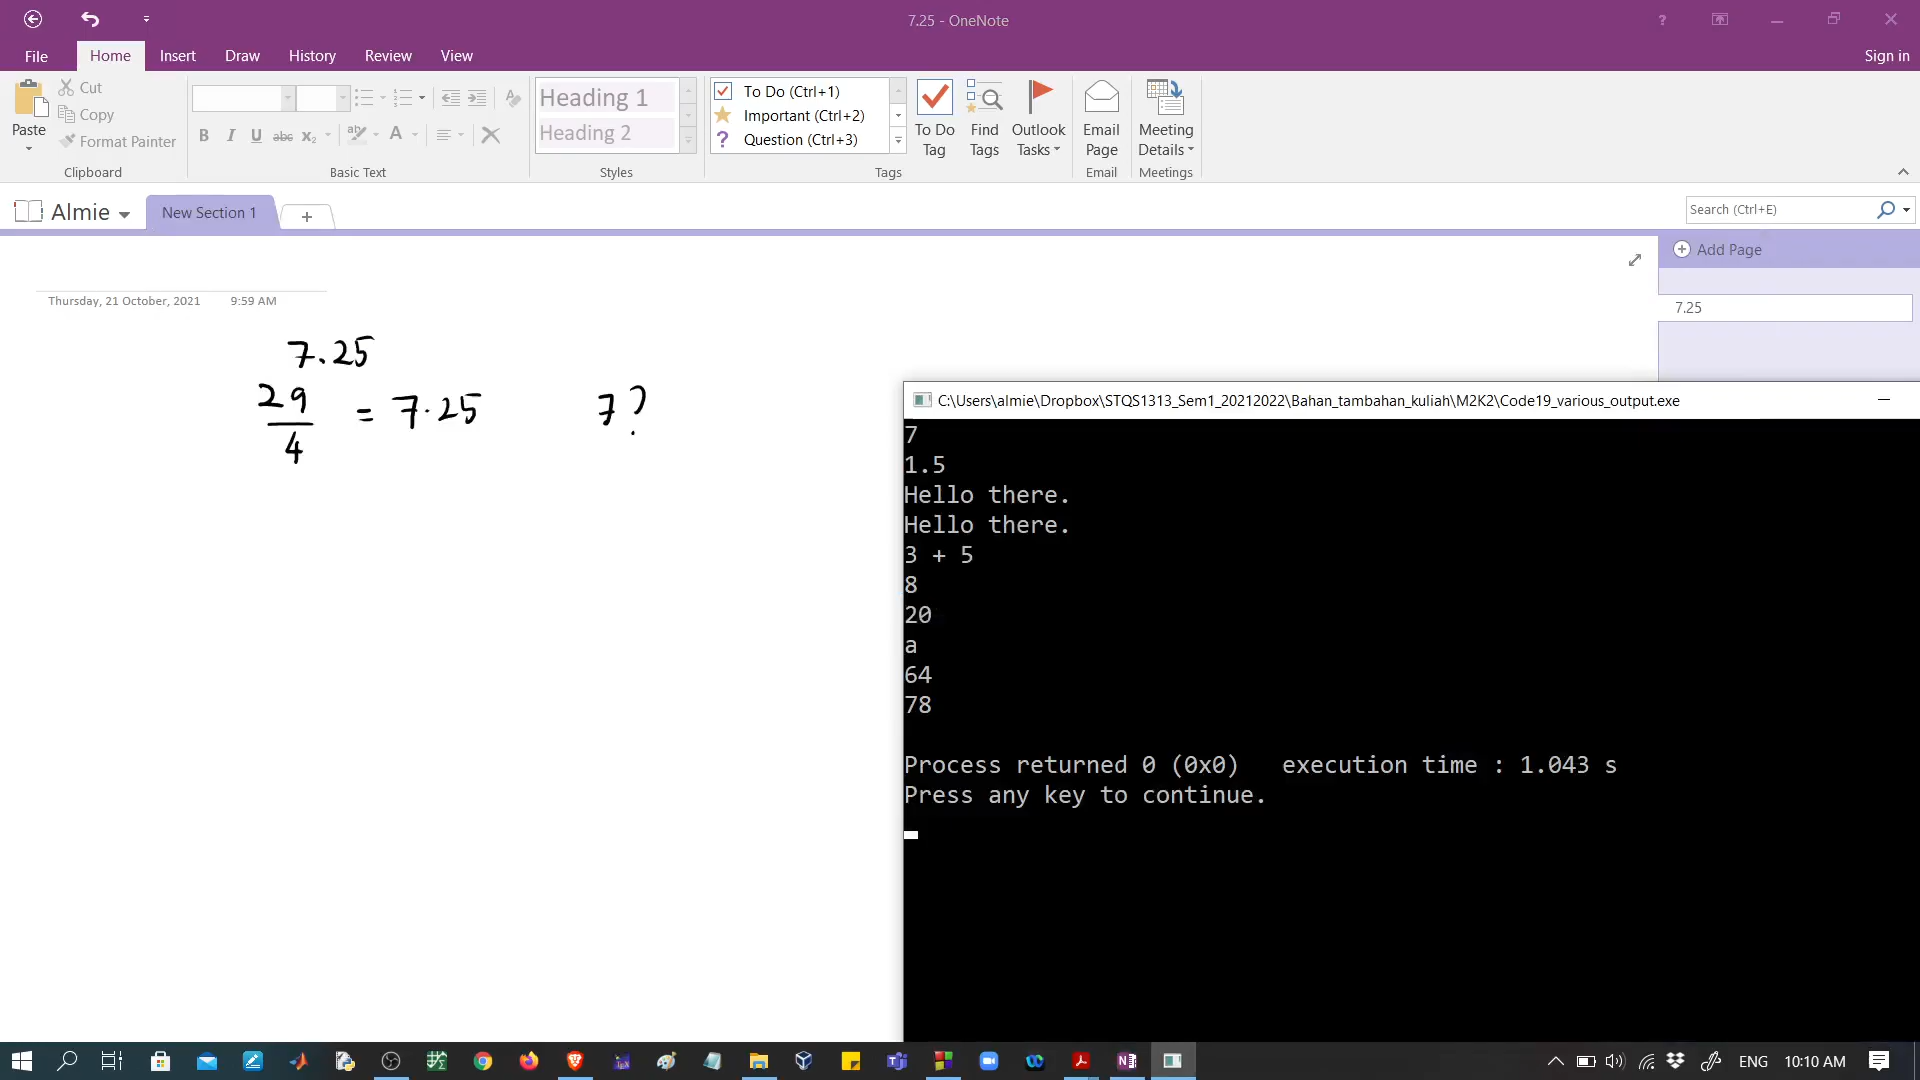 7.25 - OneNote
?
File Home Insert Draw History Review View
Sign in
Paste
Cut
Copy
Format Painter
Clipboard
B I U abc X2 ab A
Basic Text
Heading 1
Heading 2
Styles
To Do (Ctrl+1)
Important (Ctrl+2)
? Question (Ctrl+3)
Tags
To Do Tag
Find Tags
Outlook Tasks
Email Page
Email
Meeting Details
Meetings
Almie
New Section 1
+
Search (Ctrl+E)
Add Page
7.25
Thursday, 21 October, 2021 9:59 AM
7.25
29
4
= 7.25 7?
C:\Users\almie\Dropbox\STQS1313_Sem1_20212022\Bahan_tambahan_kuliah\M2K2\Code19_various_output.exe
7
1.5
Hello there.
Hello there.
3 + 5
8
20
a
64
78
Process returned 0 (0x0) execution time : 1.043 s
Press any key to continue.
ENG 10:10 AM